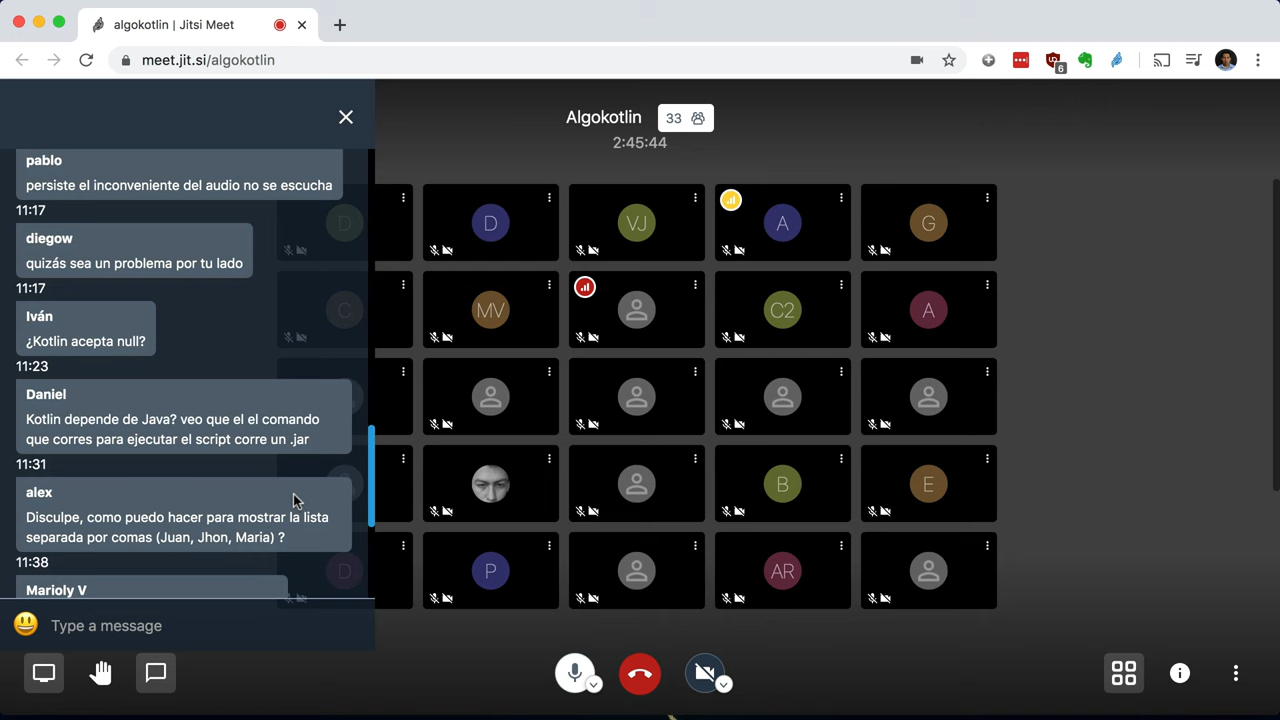 algokotlin | Jitsi Meet
meet.jit.si/algokotlin
6
Algokotlin 33
2:45:44
pablo
persiste el inconveniente del audio no se escucha
11:17
diegow
quizás sea un problema por tu lado
11:17
Iván
¿Kotlin acepta null?
11:23
Daniel
Kotlin depende de Java? veo que el el comando
que corres para ejecutar el script corre un .jar
11:31
alex
Disculpe, como puedo hacer para mostrar la lista
separada por comas (Juan, Jhon, Maria) ?
11:38
Marioly V
Type a message
D D VJ A G
C MV C2 A
B E
D P AR